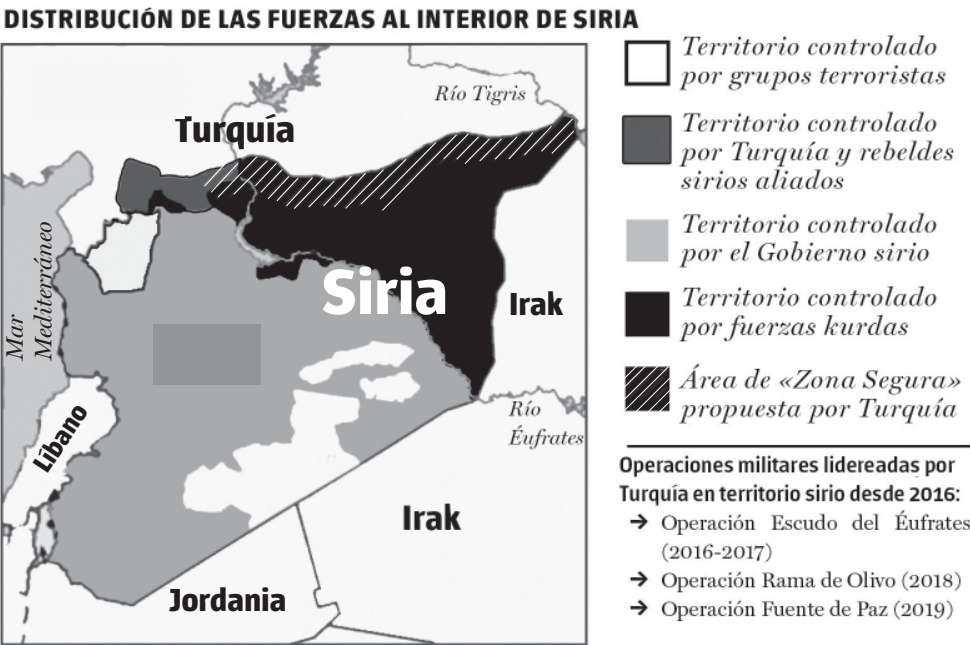 DISTRIBUCIÓN DE LAS FUERZAS AL INTERIOR DE SIRIA
Río Tigris
Turquía
Mar
Mediterráneo
Siria
Irak
Líbano
Río
Éufrates
Irak
Jordania
Territorio controlado
por grupos terroristas
Territorio controlado
por Turquía y rebeldes
sirios aliados
Territorio controlado
por el Gobierno sirio
Territorio controlado
por fuerzas kurdas
Área de «Zona Segura»
propuesta por Turquía
Operaciones militares lidereadas por
Turquía en territorio sirio desde 2016:
→ Operación Escudo del Éufrates
(2016-2017)
→ Operación Rama de Olivo (2018)
→ Operación Fuente de Paz (2019)